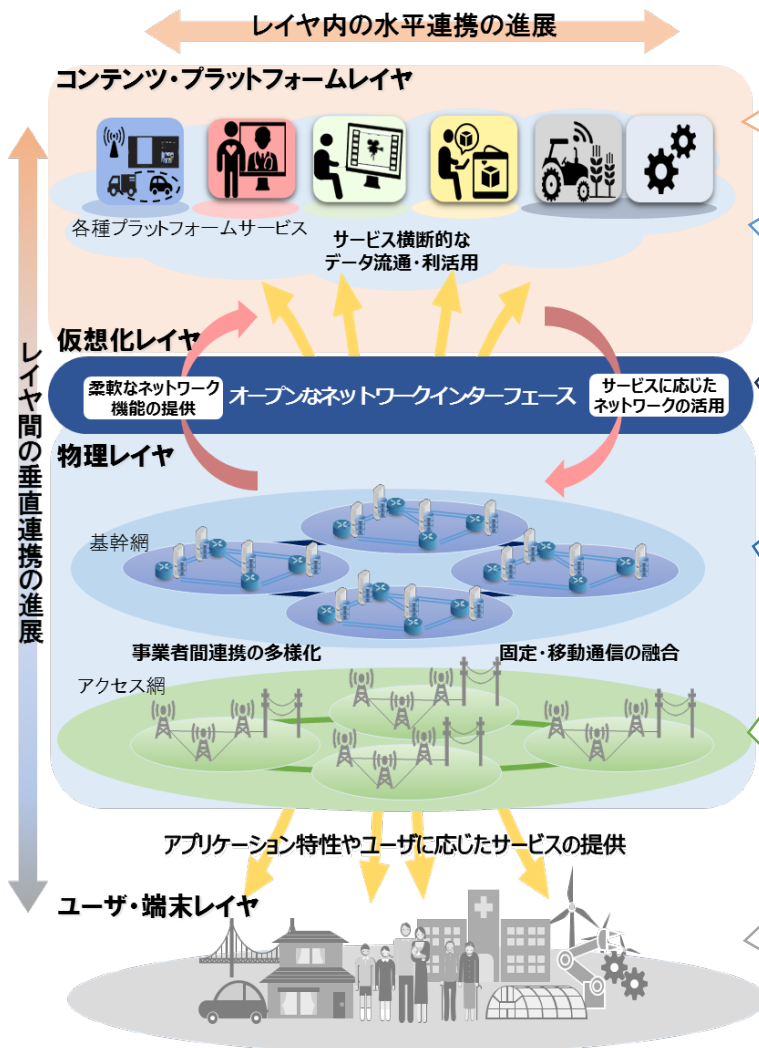 レイヤ内の水平連携の進展
コンテンツ・プラットフォームレイヤ
各種プラットフォームサービス
サービス横断的な
データ流通・利活用
仮想化レイヤ
柔軟なネットワーク
機能の提供
オープンなネットワークインターフェース
サービスに応じた
ネットワークの活用
レイヤ間の垂直連携の進展
物理レイヤ
基幹網
事業者間連携の多様化
固定・移動通信の融合
アクセス網
アプリケーション特性やユーザに応じたサービスの提供
ユーザ・端末レイヤ